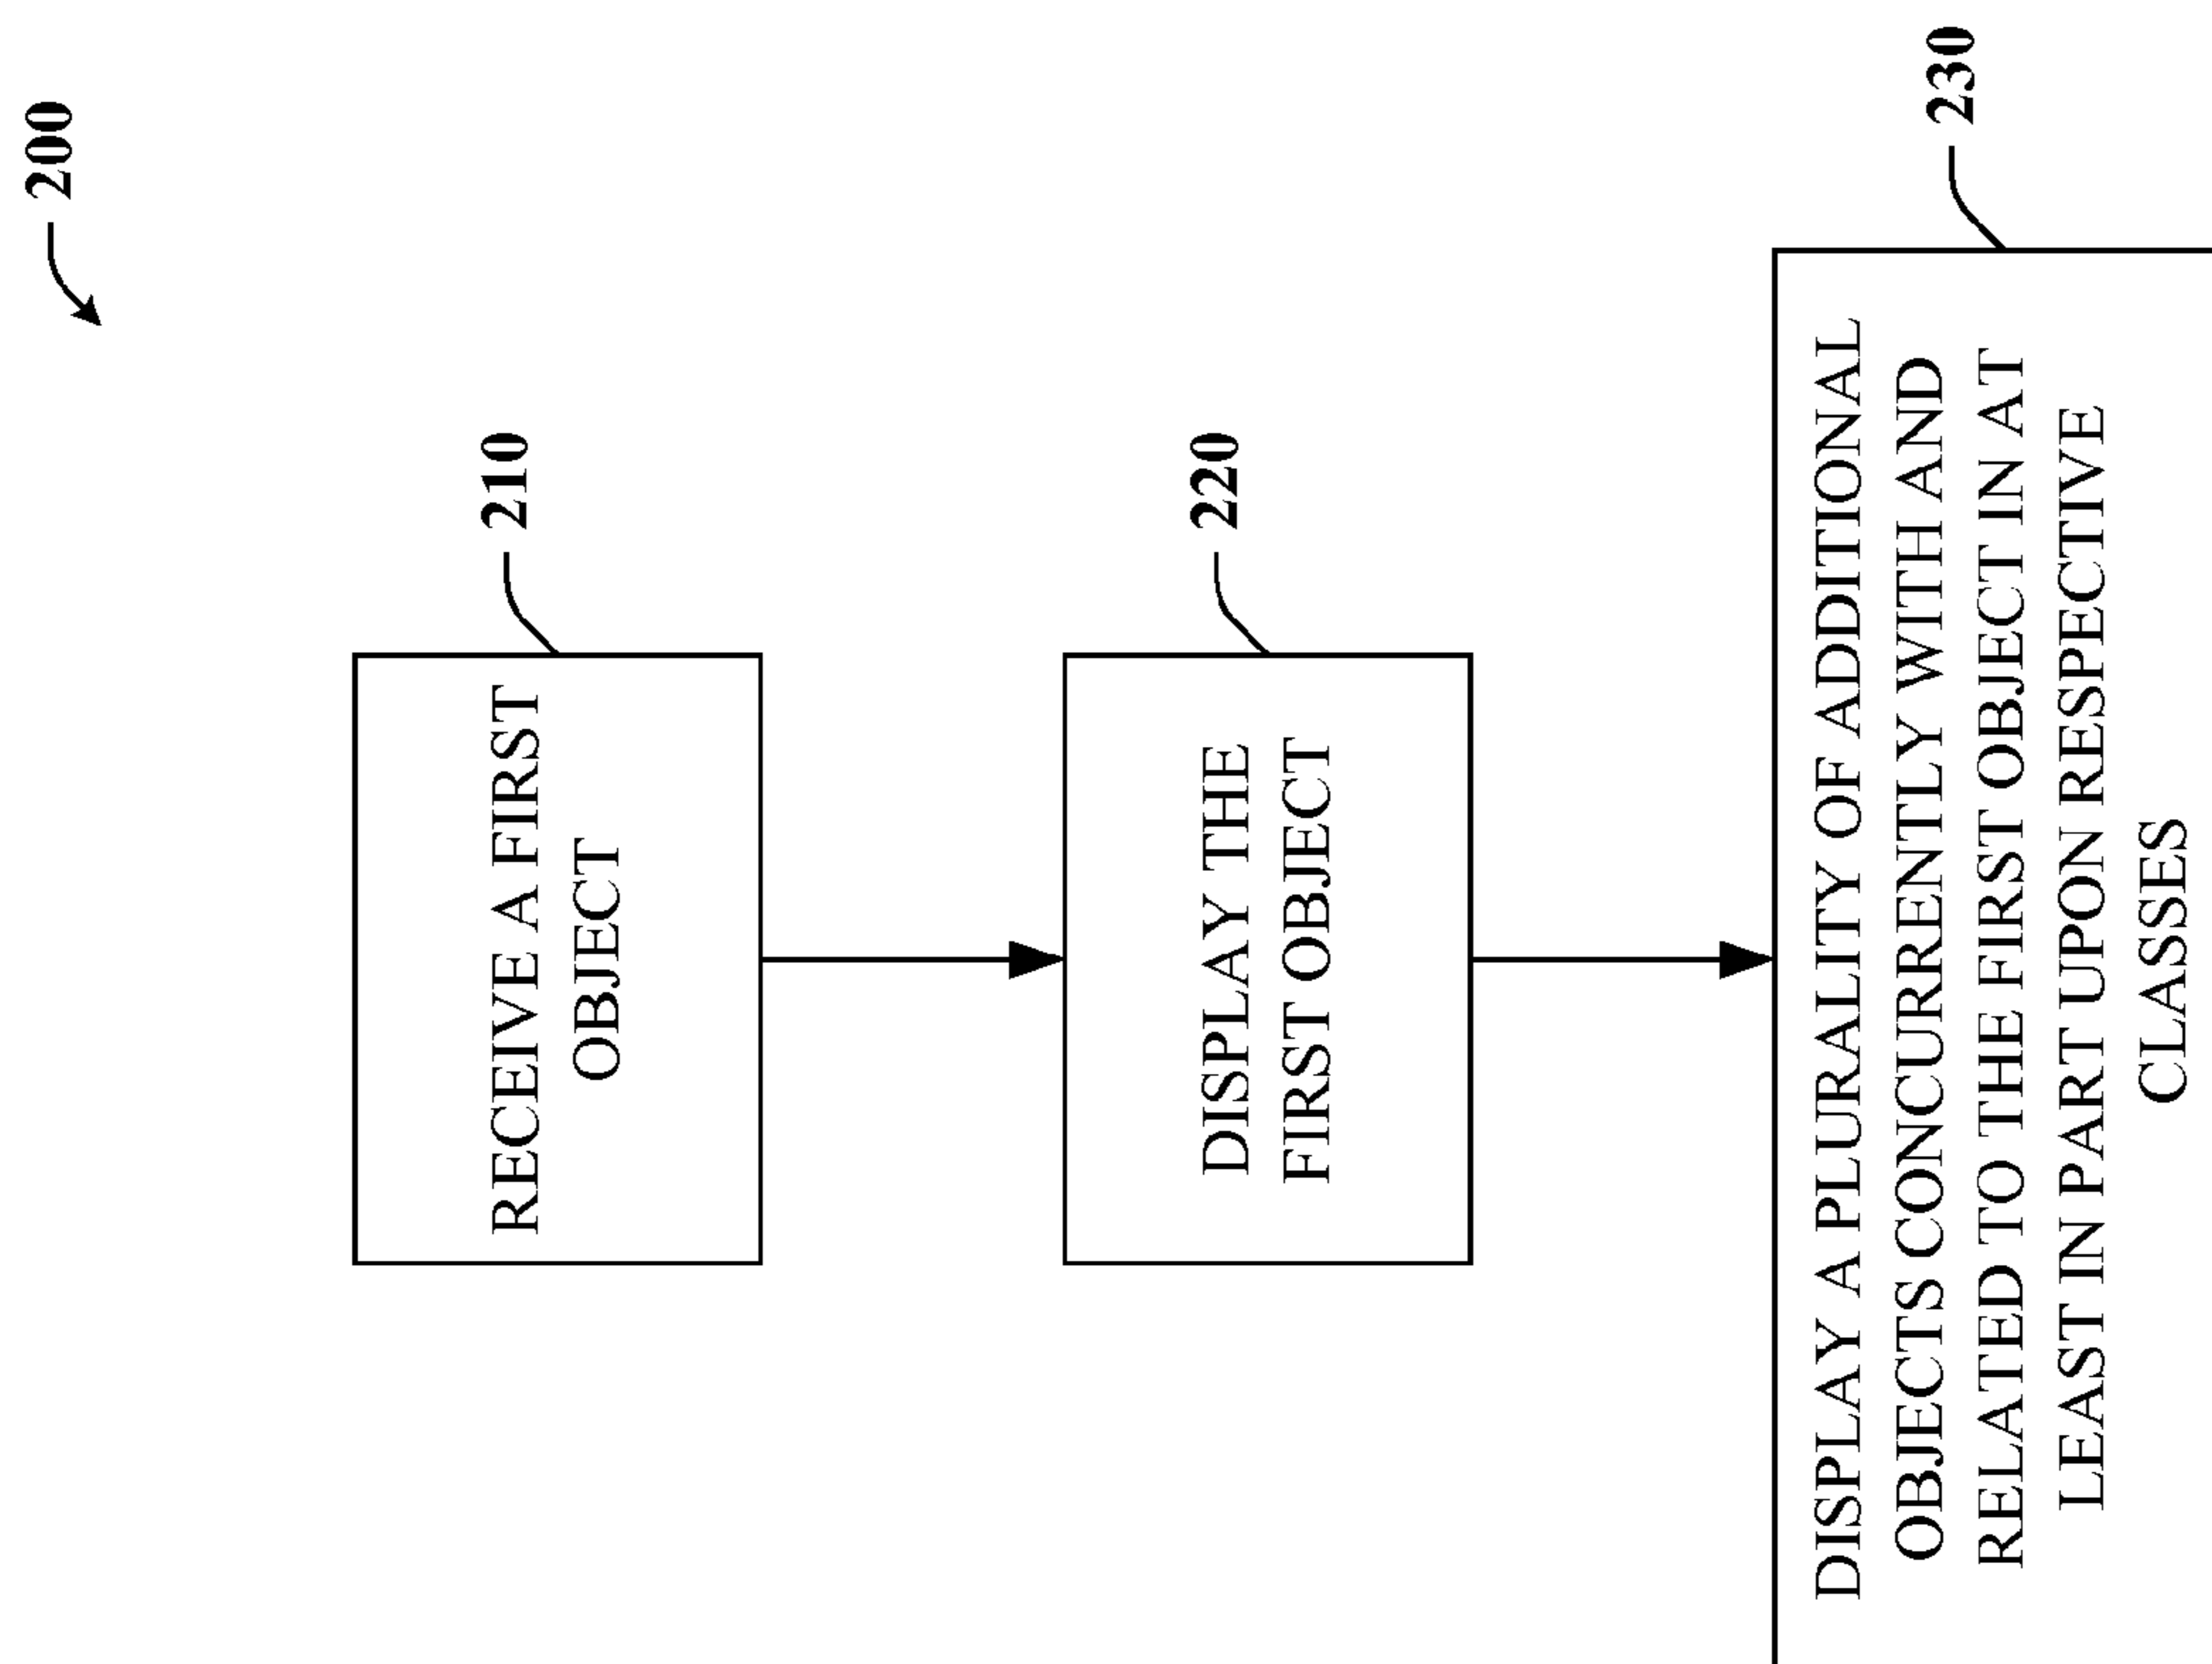 200
210
RECEIVE A FIRST
OBJECT
220
DISPLAY THE
FIRST OBJECT
230
DISPLAY A PLURALITY OF ADDITIONAL
OBJECTS CONCURRENTLY WITH AND
RELATED TO THE FIRST OBJECT IN AT
LEAST IN PART UPON RESPECTIVE
CLASSES